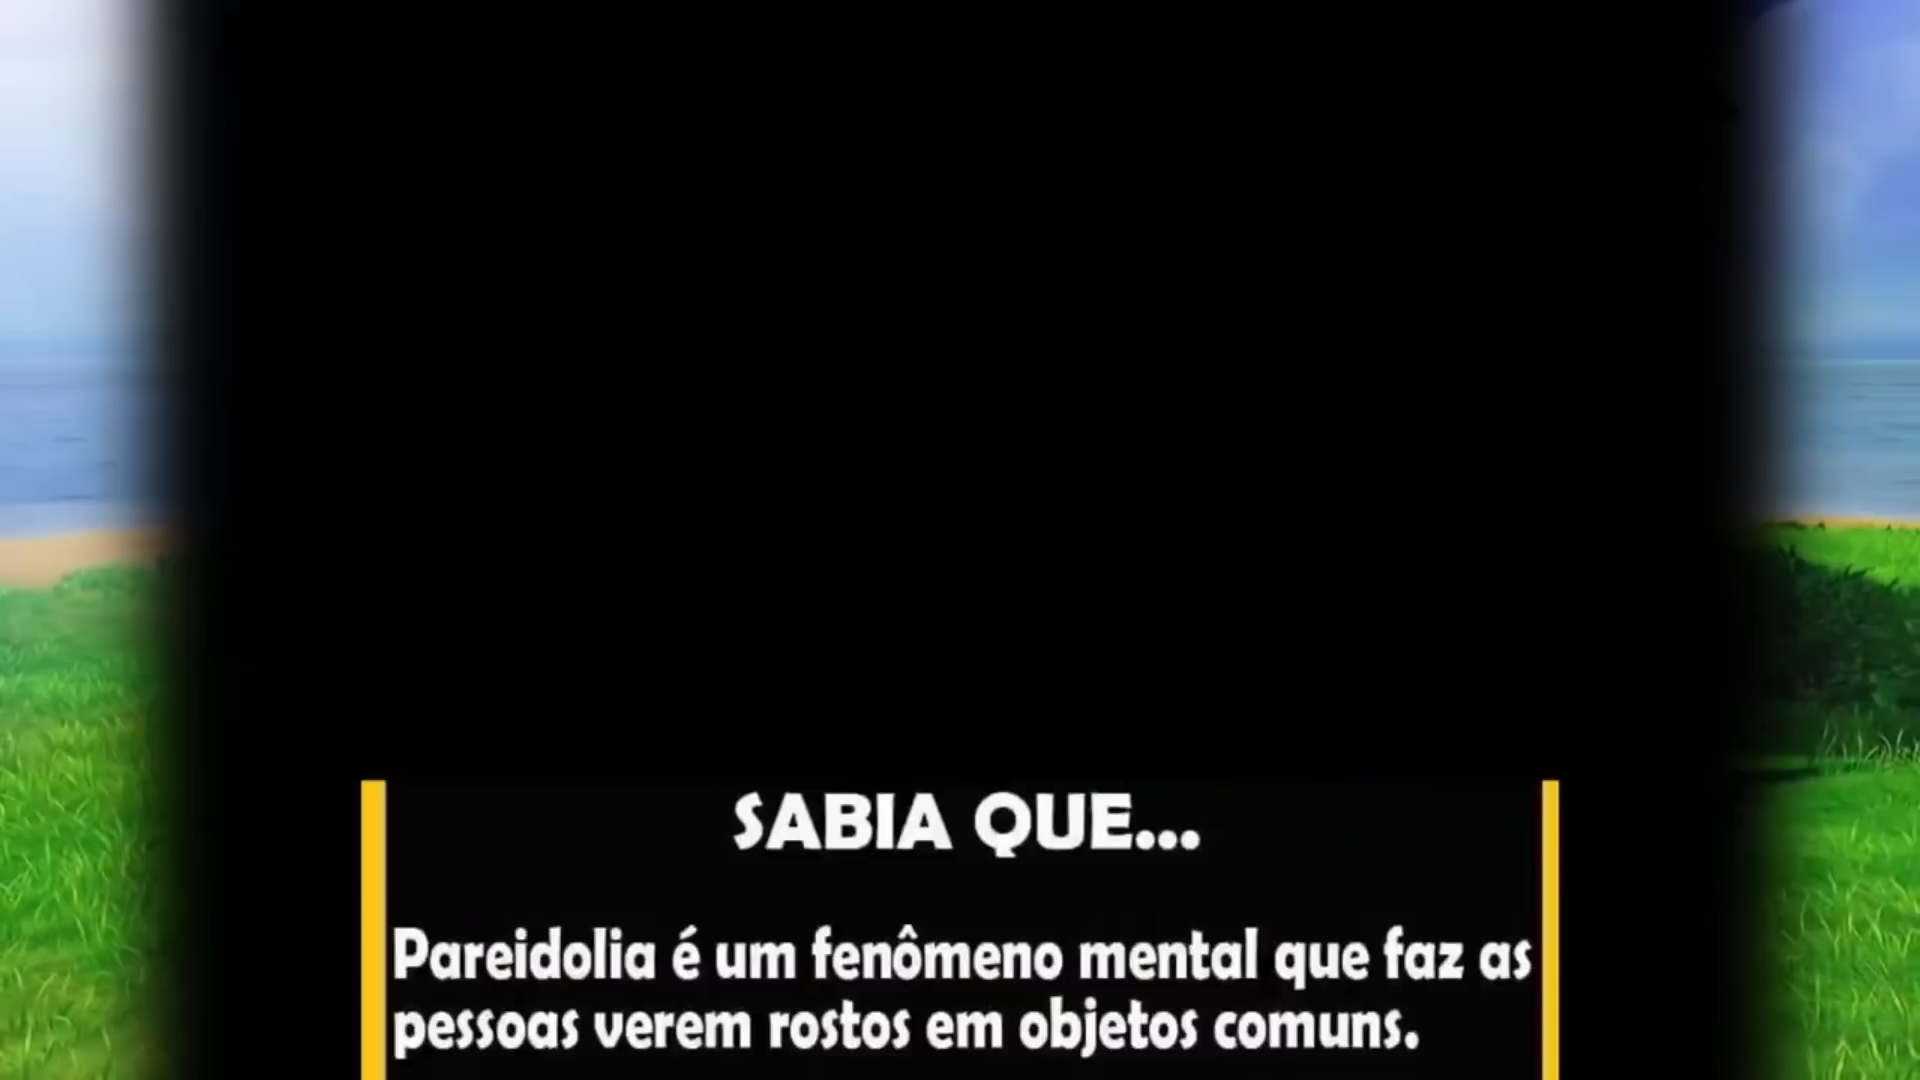 SABIA QUE...
Pareidolia é um fenômeno mental que faz as
pessoas verem rostos em objetos comuns.